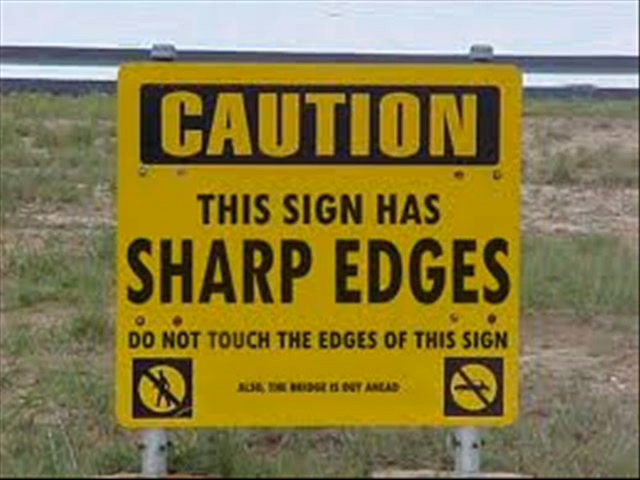 CAUTION
THIS SIGN HAS
SHARP EDGES
DO NOT TOUCH THE EDGES OF THIS SIGN
ALSO, THE BRIDGE IS OUT AHEAD